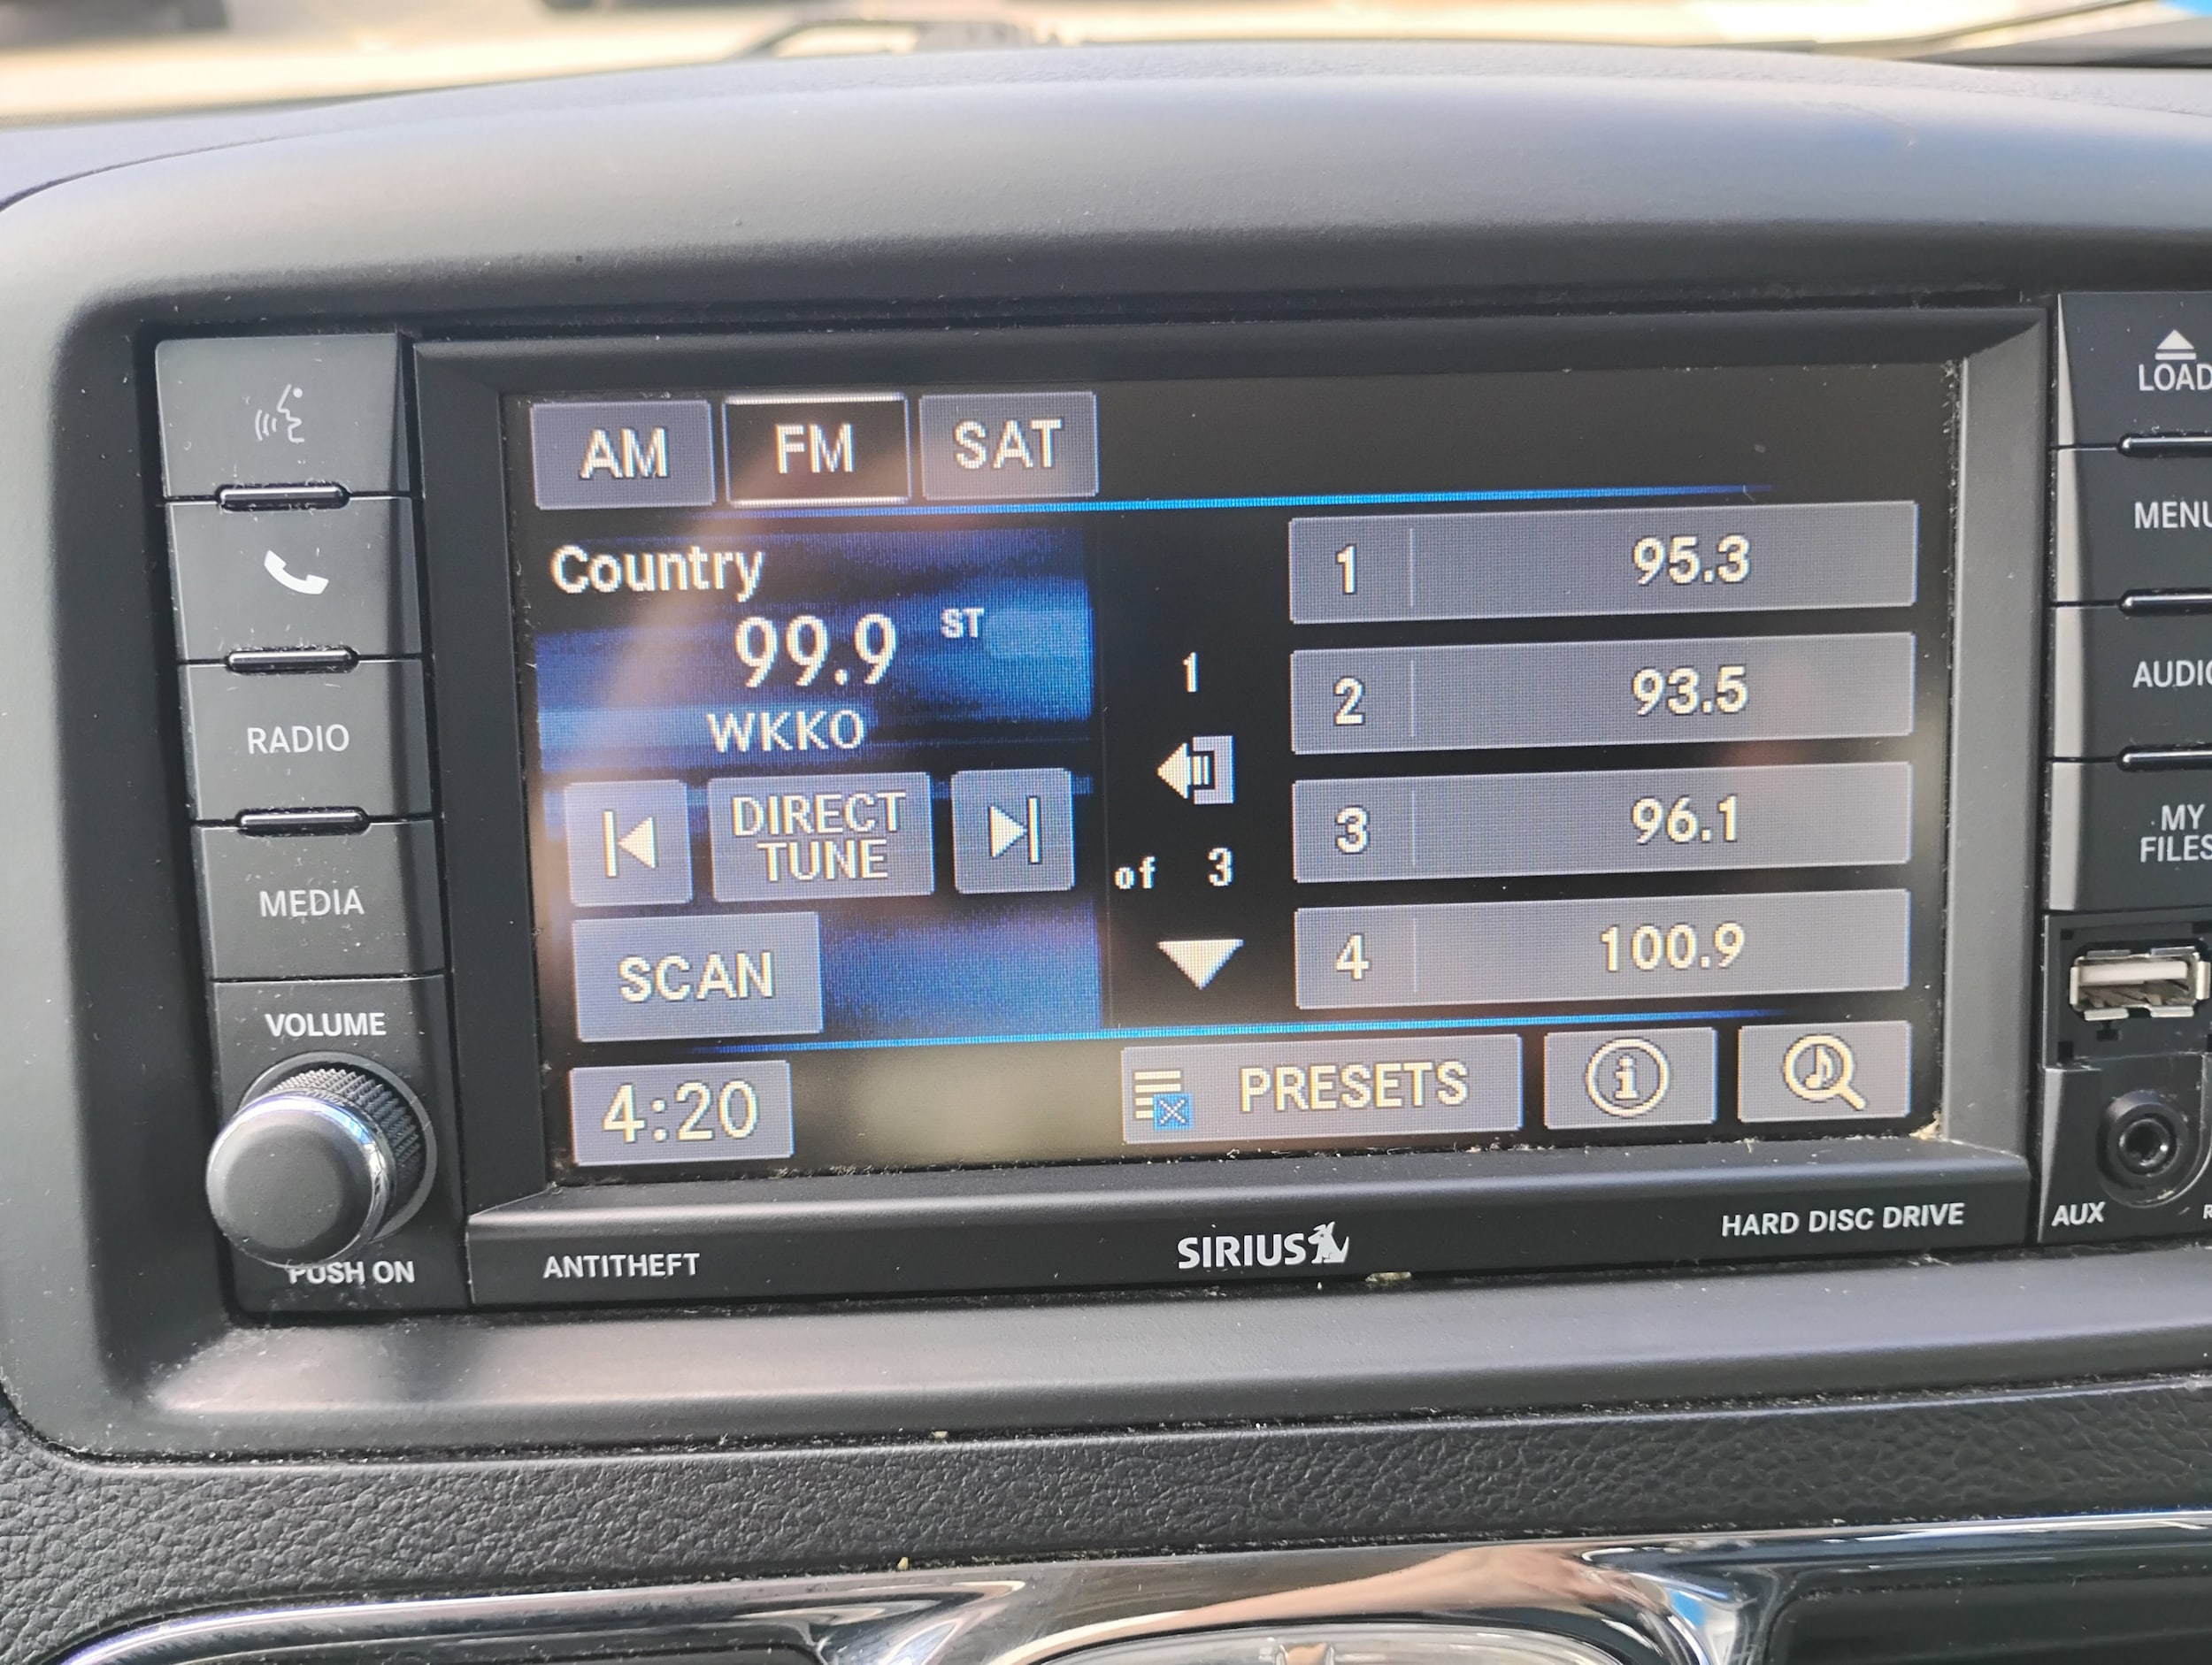 AM FM SAT
Country
99.9 ST
WKKO
DIRECT
TUNE
SCAN
4:20
1
of 3
1 95.3
2 93.5
3 96.1
4 100.9
PRESETS
RADIO
MEDIA
VOLUME
PUSH ON
ANTITHEFT
SIRIUS
HARD DISC DRIVE
LOAD
MENU
AUDIO
MY
FILES
AUX